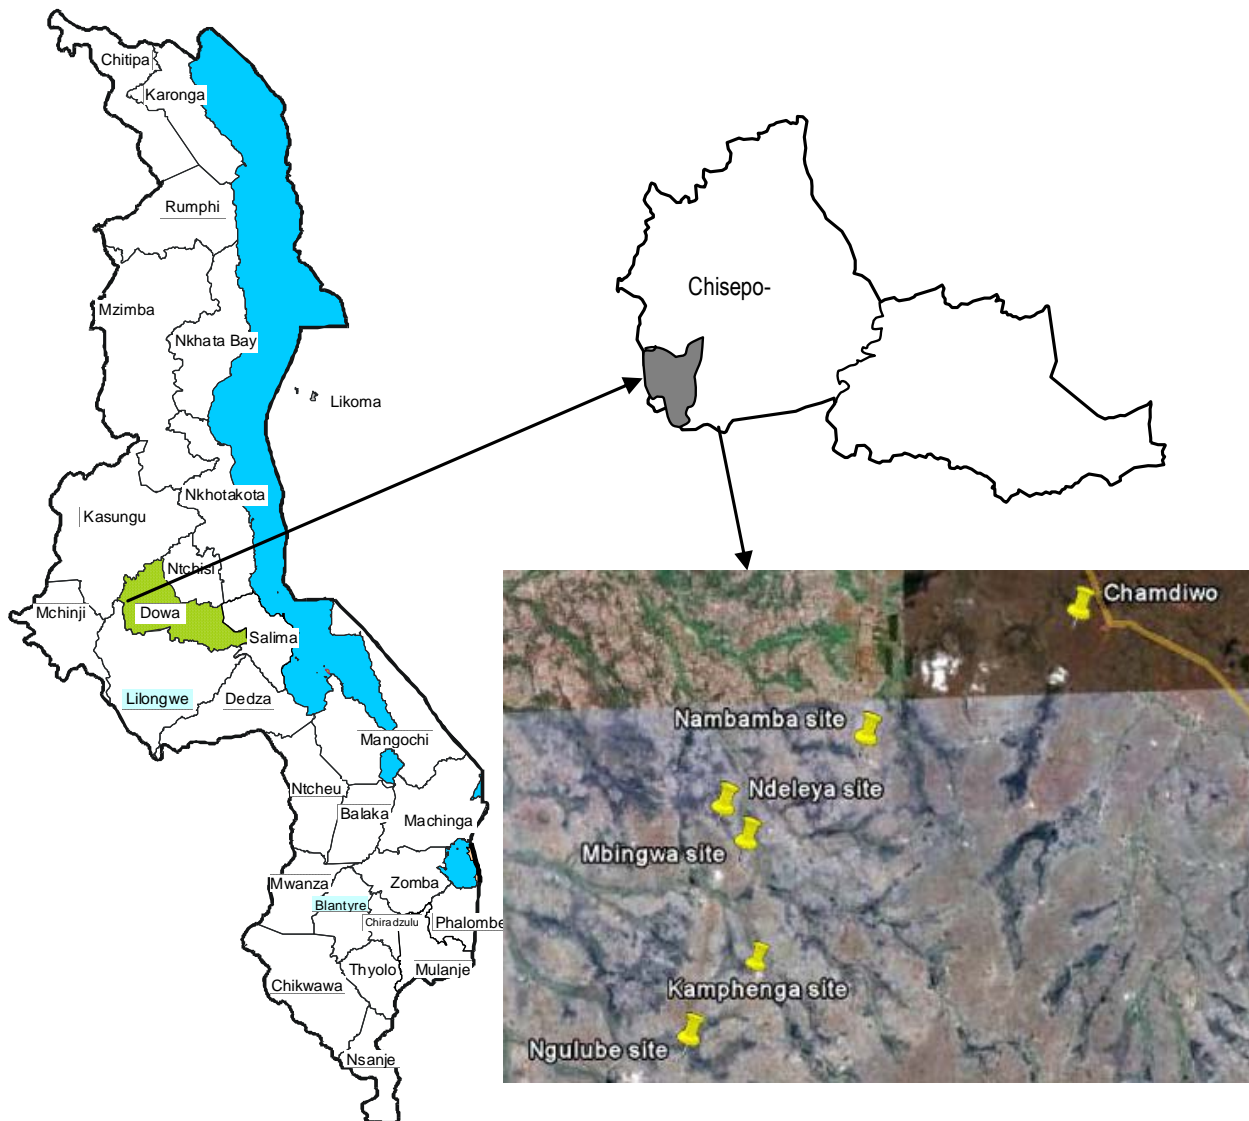 Chitipa
Karonga
Rumphi
Mzimba
Nkhata Bay
Likoma
Nkhotakota
Kasungu
Ntchisi
Mchinji
Dowa
Salima
Lilongwe
Dedza
Mangochi
Ntcheu
Balaka
Machinga
Mwanza
Zomba
Blantyre
Chiradzulu
Phalombe
Thyolo
Mulanje
Chikwawa
Nsanje
Chisepo-
Chamdiwo
Nambamba site
Ndeleya site
Mbingwa site
Kamphenga site
Ngulube site